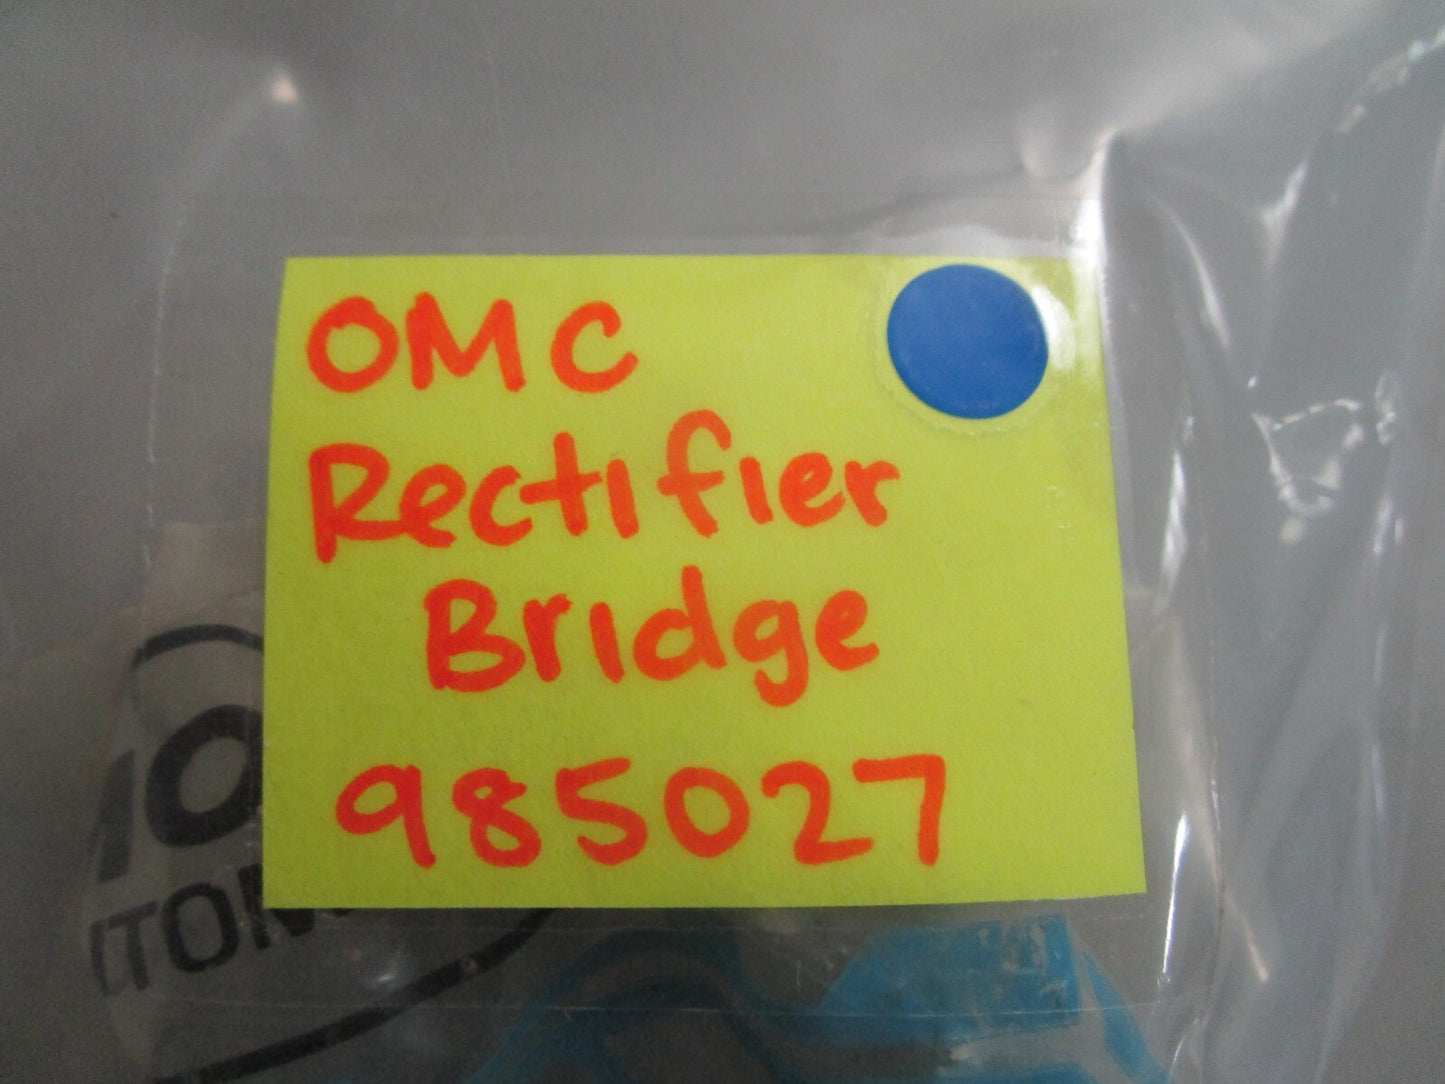 OMC
Rectifier
Bridge
985027